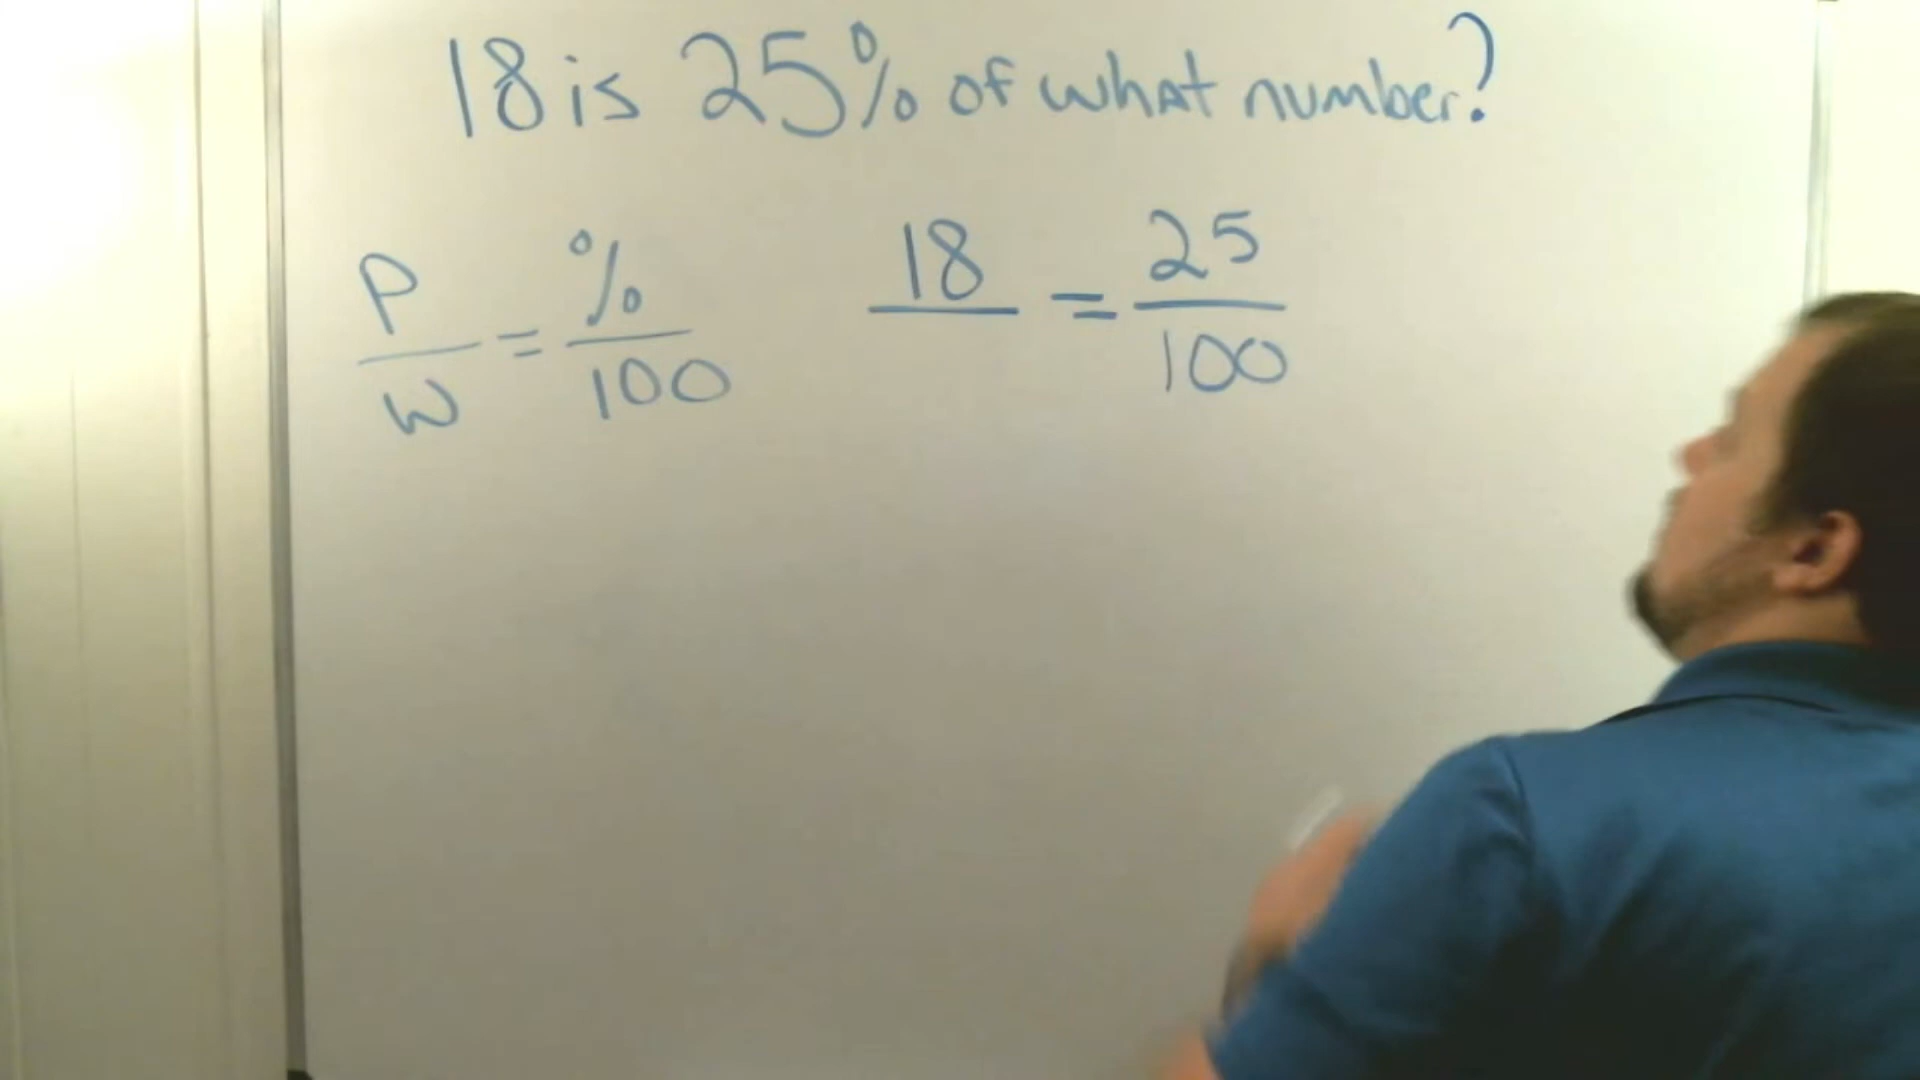 18 is 25% of what number?
P/W = %/100
18/ = 25/100